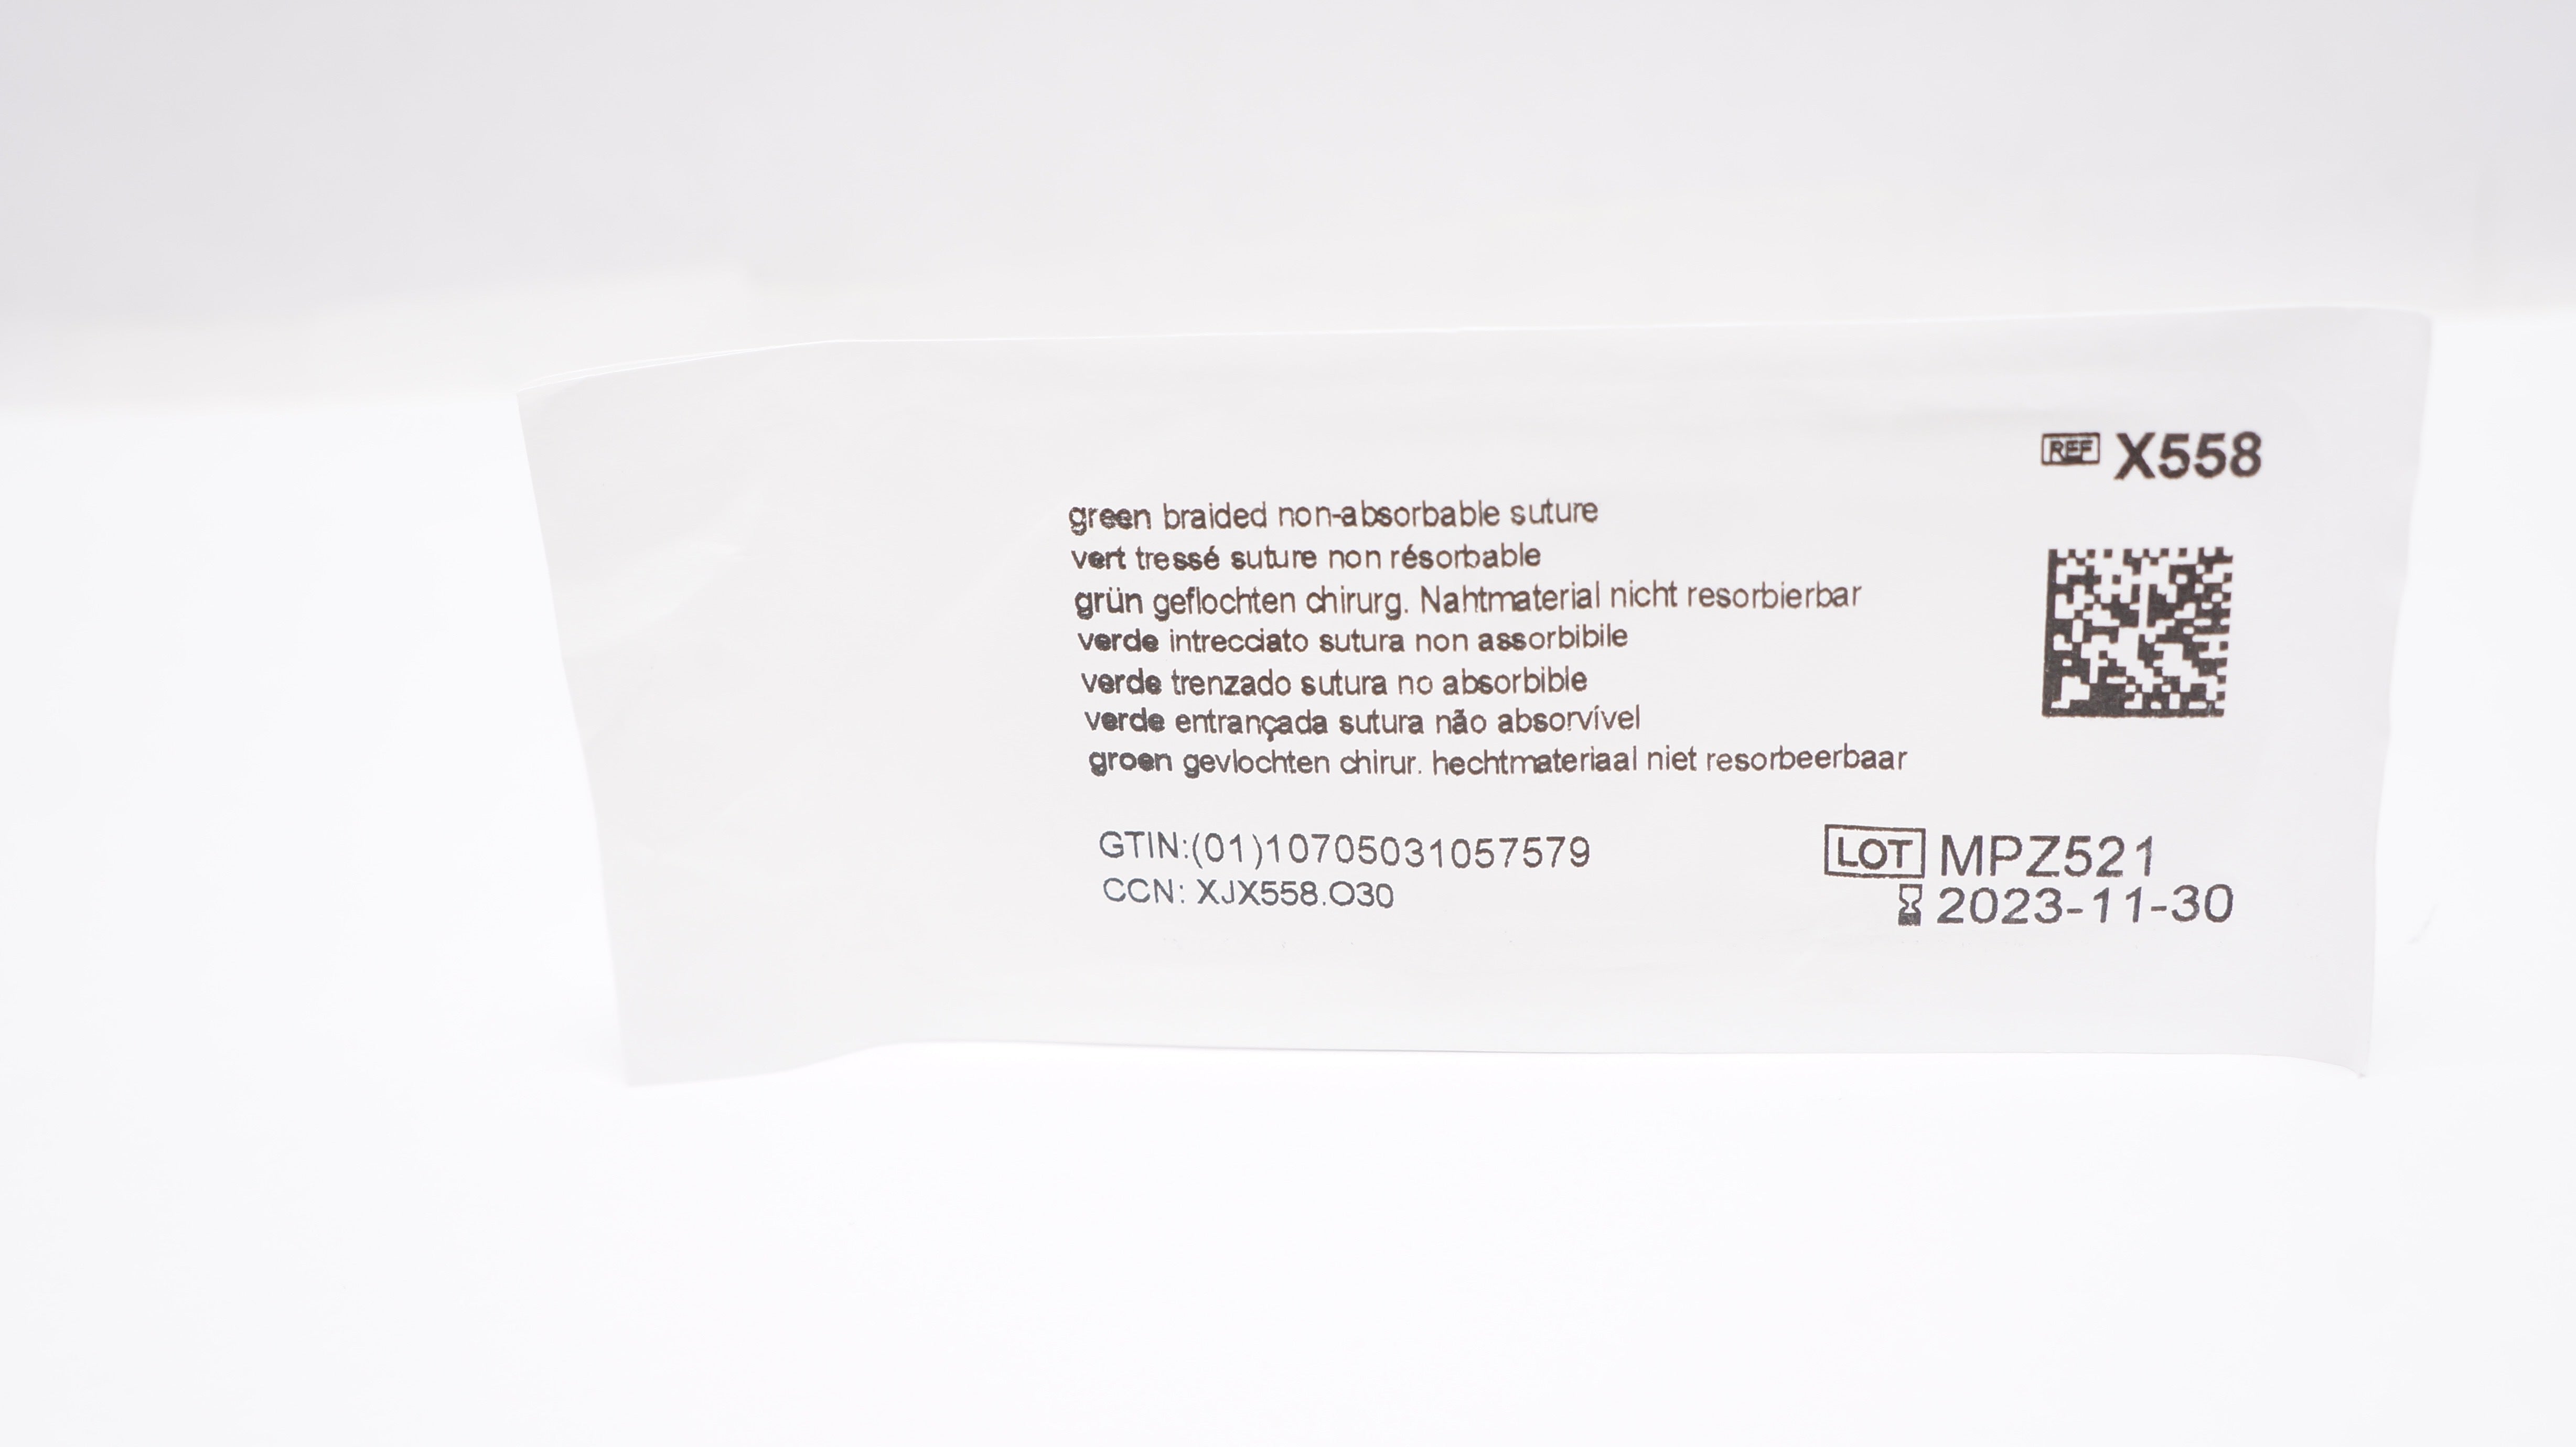 REF X558
green braided non-absorbable suture
vert tressé suture non résorbable
grün geflochten chirurg. Nahtmaterial nicht resorbierbar
verde intrecciato sutura non assorbibile
verde trenzado sutura no absorbible
verde entrançada sutura não absorvível
groen gevlochten chirur. hechtmateriaal niet resorbeerbaar
GTIN:(01)10705031057579
CCN: XJX558.O30
LOT MPZ521
2023-11-30